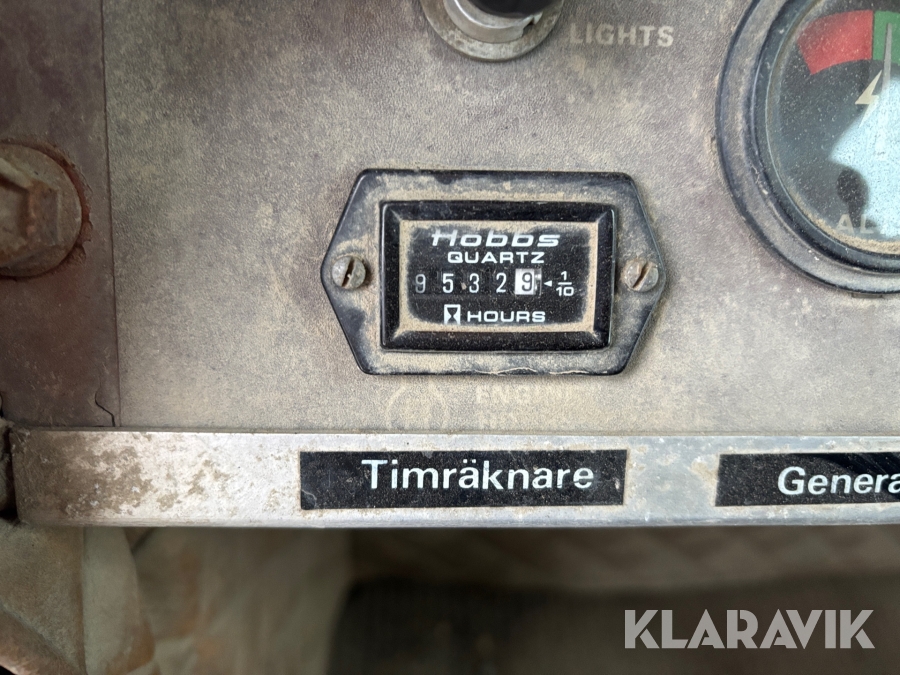 LIGHTS
Hobbs
QUARTZ
9 5 3 2 9 1/10
HOURS
Timräknare
Genera
KLARAVIK